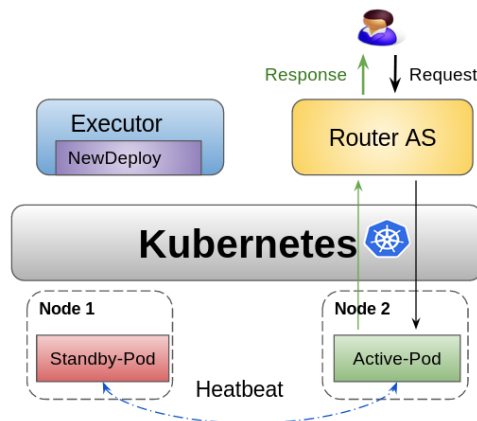 Response
Request
Executor
NewDeploy
Router AS
Kubernetes
Node 1
Node 2
Standby-Pod
Active-Pod
Heatbeat